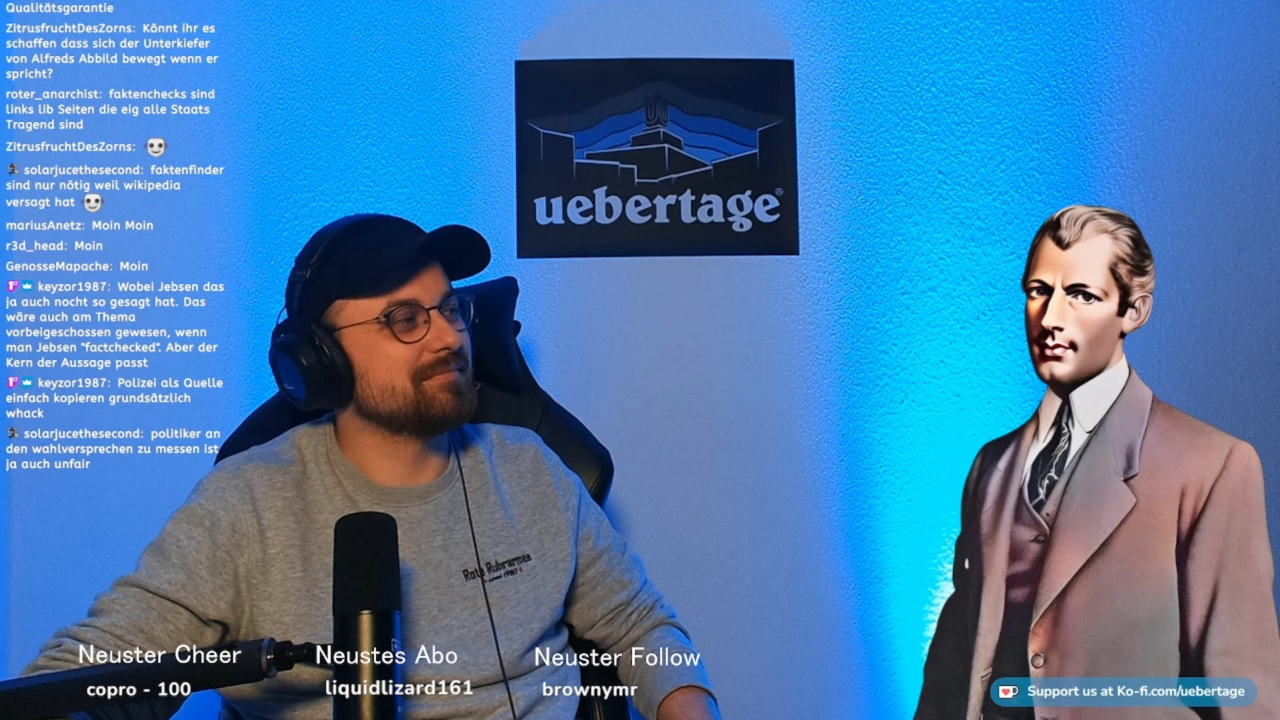 Qualitätsgarantie
ZitrusfruchtDesZorns: Könnt ihr es
schaffen dass sich der Unterkiefer
von Alfreds Abbild bewegt wenn er
spricht?
roter_anarchist: faktenchecks sind
links lib Seiten die eig alle Staats
Tragend sind
ZitrusfruchtDesZorns:
solarjucethesecond: faktenfinder
sind nur nötig weil wikipedia
versagt hat
mariusAnetz: Moin Moin
r3d_head: Moin
GenosseMapache: Moin
keyzor1987: Wobei Jebsen das
ja auch nocht so gesagt hat. Das
wäre auch am Thema
vorbeigeschossen gewesen, wenn
man Jebsen "factchecked". Aber der
Kern der Aussage passt
keyzor1987: Polizei als Quelle
einfach kopieren grundsätzlich
whack
solarjucethesecond: politiker an
den wahlversprechen zu messen ist
ja auch unfair
uebertage®
Rote Ruhrarmee
Neuster Cheer
copro - 100
Neustes Abo
liquidlizard161
Neuster Follow
brownymr
Support us at Ko-fi.com/uebertage